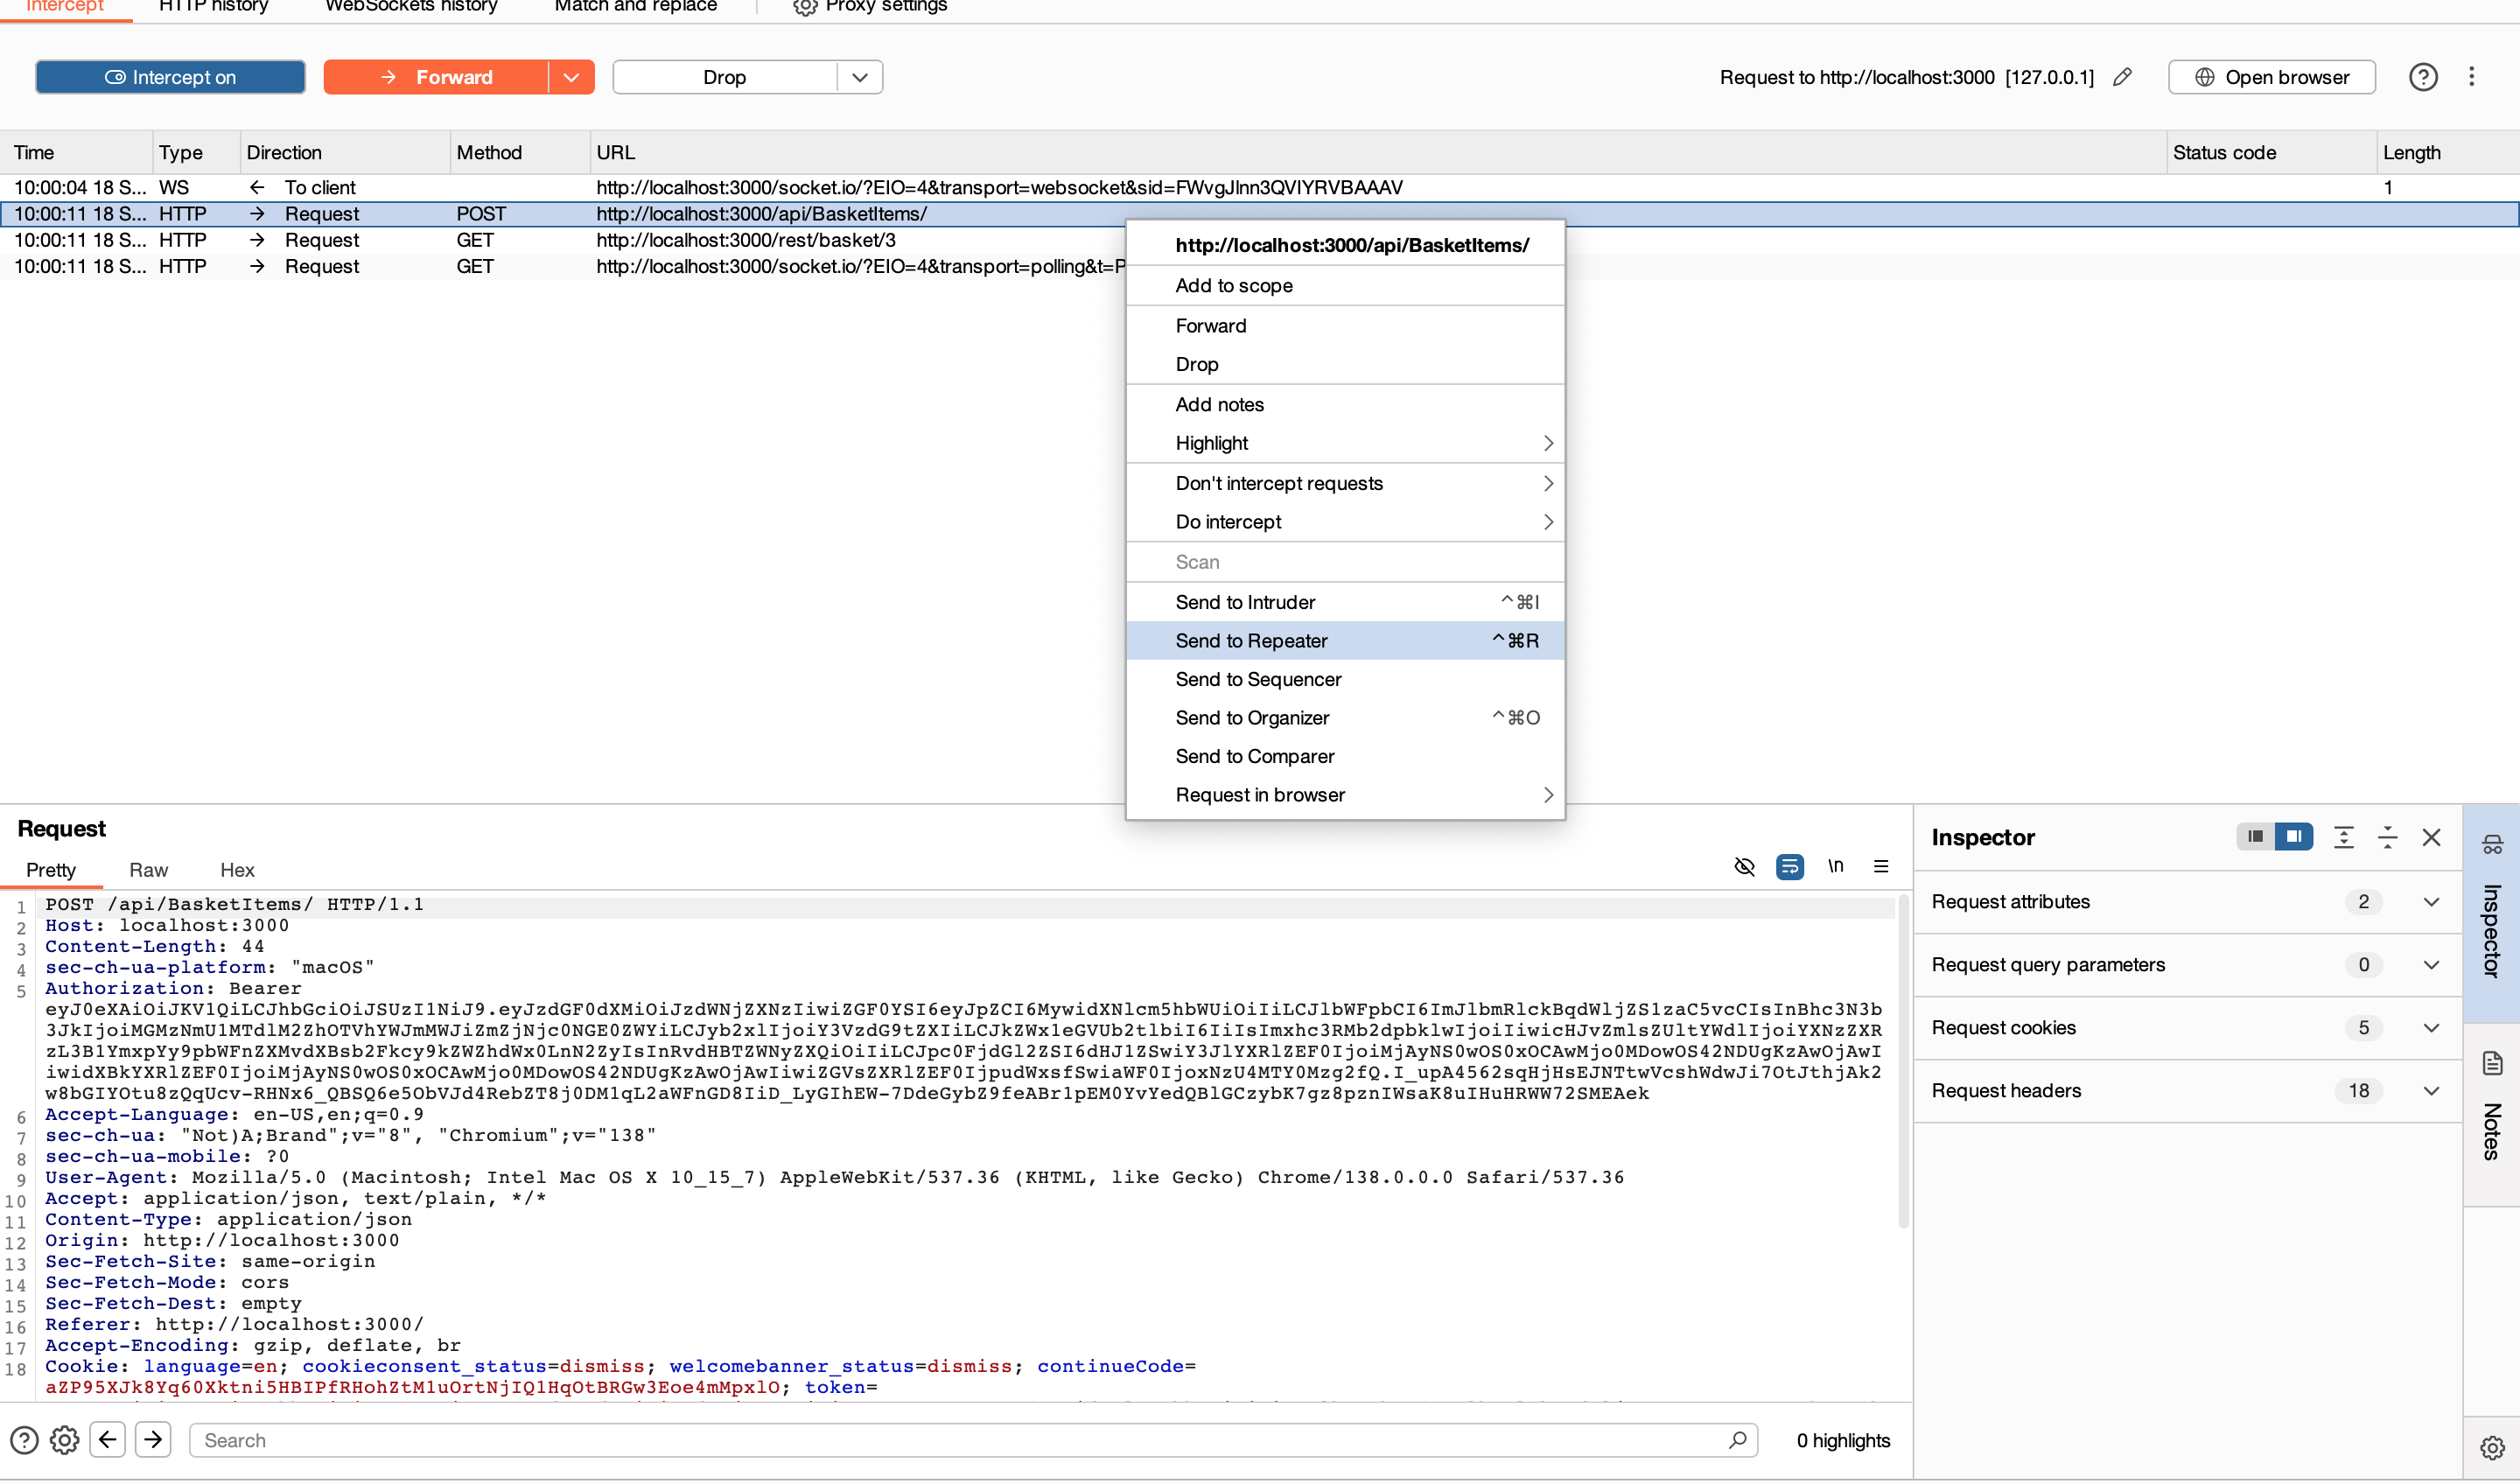 Intercept HTTP history WebSockets history Match and replace Proxy settings
Intercept on Forward Drop Request to http://localhost:3000 [127.0.0.1] Open browser
Time Type Direction Method URL Status code Length
10:00:04 18 S... WS To client http://localhost:3000/socket.io/?EIO=4&transport=websocket&sid=FWvgJlnn3QVlYRVBAAAV 1
10:00:11 18 S... HTTP Request POST http://localhost:3000/api/BasketItems/
10:00:11 18 S... HTTP Request GET http://localhost:3000/rest/basket/3
10:00:11 18 S... HTTP Request GET http://localhost:3000/socket.io/?EIO=4&transport=polling&t=P
http://localhost:3000/api/BasketItems/
Add to scope
Forward
Drop
Add notes
Highlight
Don't intercept requests
Do intercept
Scan
Send to Intruder ^⌘I
Send to Repeater ^⌘R
Send to Sequencer
Send to Organizer ^⌘O
Send to Comparer
Request in browser
Request
Pretty Raw Hex \n
1 POST /api/BasketItems/ HTTP/1.1
2 Host: localhost:3000
3 Content-Length: 44
4 sec-ch-ua-platform: "macOS"
5 Authorization: Bearer
eyJ0eXAiOiJKV1QiLCJhbGciOiJSUzI1NiJ9.eyJzdGF0dXMiOiJzdWNjZXNzIiwiZGF0YSI6eyJpZCI6MywidXNlcm5hbWUiOiIiLCJlbWFpbCI6ImJlbmRlckBqdWljZS1zaC5vcCIsInBhc3N3b
3JkIjoiMGMzNmU1MTdlM2ZhOTVhYWJmMWJiZmZjNjc0NGE0ZWYiLCJyb2xlIjoiY3VzdG9tZXIiLCJkZWx1eGVUb2tlbiI6IiIsImxhc3RMb2dpbklwIjoiIiwicHJvZmlsZUltYWdlIjoiYXNzZXR
zL3B1YmxpYy9pbWFnZXMvdXBsb2Fkcy9kZWZhdWx0LnN2ZyIsInRvdHBTZWNyZXQiOiIiLCJpc0FjdGl2ZSI6dHJ1ZSwiY3JlYXRlZEF0IjoiMjAyNS0wOS0xOCAwMjo0MDowOS42NDUgKzAwOjAwI
iwidXBkYXRlZEF0IjoiMjAyNS0wOS0xOCAwMjo0MDowOS42NDUgKzAwOjAwIiwiZGVsZXRlZEF0IjpudWxsfSwiaWF0IjoxNzU4MTY0Mzg2fQ.I_upA4562sqHjHsEJNTtwVcshWdwJi7OtJthjAk2
w8bGIYOtu8zQqUcv-RHNx6_QBSQ6e5ObVJd4RebZT8j0DM1qL2aWFnGD8IiD_LyGIhEW-7DdeGybZ9feABr1pEM0YvYedQBlGCzybK7gz8pznIWsaK8uIHuHRWW72SMEAek
6 Accept-Language: en-US,en;q=0.9
7 sec-ch-ua: "Not)A;Brand";v="8", "Chromium";v="138"
8 sec-ch-ua-mobile: ?0
9 User-Agent: Mozilla/5.0 (Macintosh; Intel Mac OS X 10_15_7) AppleWebKit/537.36 (KHTML, like Gecko) Chrome/138.0.0.0 Safari/537.36
10 Accept: application/json, text/plain, */*
11 Content-Type: application/json
12 Origin: http://localhost:3000
13 Sec-Fetch-Site: same-origin
14 Sec-Fetch-Mode: cors
15 Sec-Fetch-Dest: empty
16 Referer: http://localhost:3000/
17 Accept-Encoding: gzip, deflate, br
18 Cookie: language=en; cookieconsent_status=dismiss; welcomebanner_status=dismiss; continueCode=
aZP95XJk8Yq60Xktni5HBIPfRHohZtM1uOrtNjIQ1HqOtBRGw3Eoe4mMpxlO; token=
Search
0 highlights
Inspector
Request attributes 2
Request query parameters 0
Request cookies 5
Request headers 18
Inspector
Notes